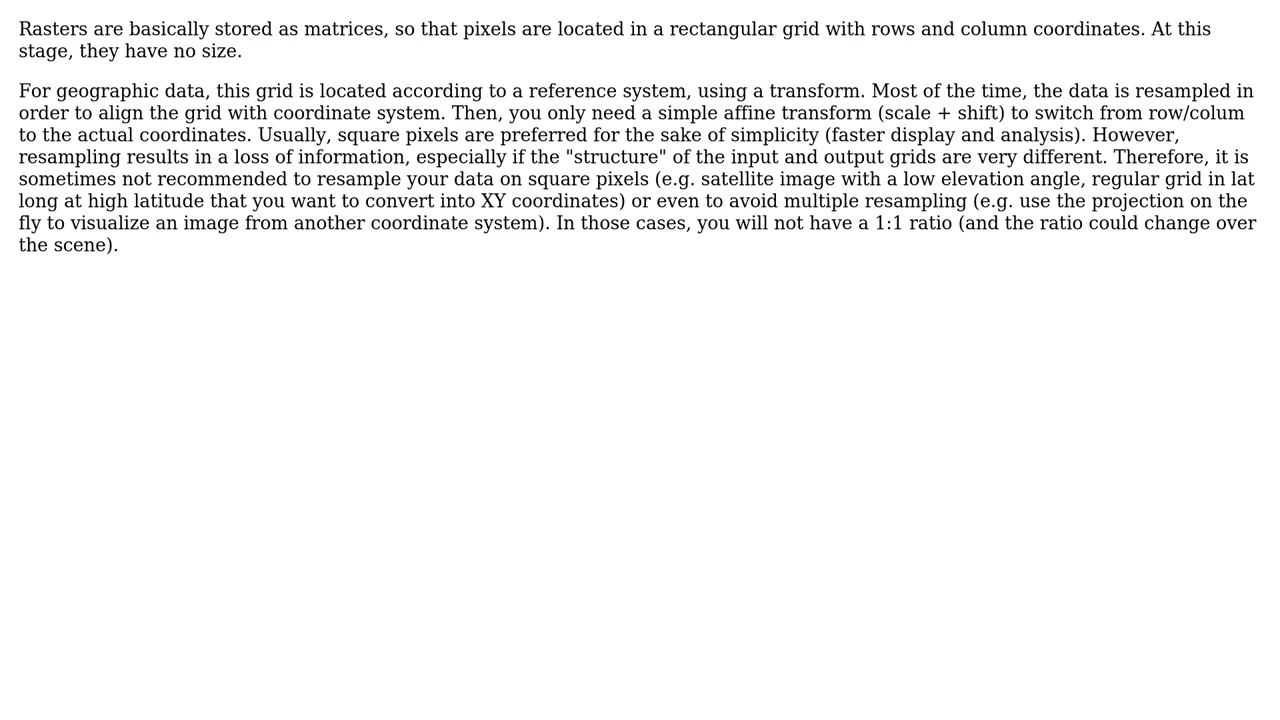 Rasters are basically stored as matrices, so that pixels are located in a rectangular grid with rows and column coordinates. At this
stage, they have no size.
For geographic data, this grid is located according to a reference system, using a transform. Most of the time, the data is resampled in
order to align the grid with coordinate system. Then, you only need a simple affine transform (scale + shift) to switch from row/colum
to the actual coordinates. Usually, square pixels are preferred for the sake of simplicity (faster display and analysis). However,
resampling results in a loss of information, especially if the "structure" of the input and output grids are very different. Therefore, it is
sometimes not recommended to resample your data on square pixels (e.g. satellite image with a low elevation angle, regular grid in lat
long at high latitude that you want to convert into XY coordinates) or even to avoid multiple resampling (e.g. use the projection on the
fly to visualize an image from another coordinate system). In those cases, you will not have a 1:1 ratio (and the ratio could change over
the scene).